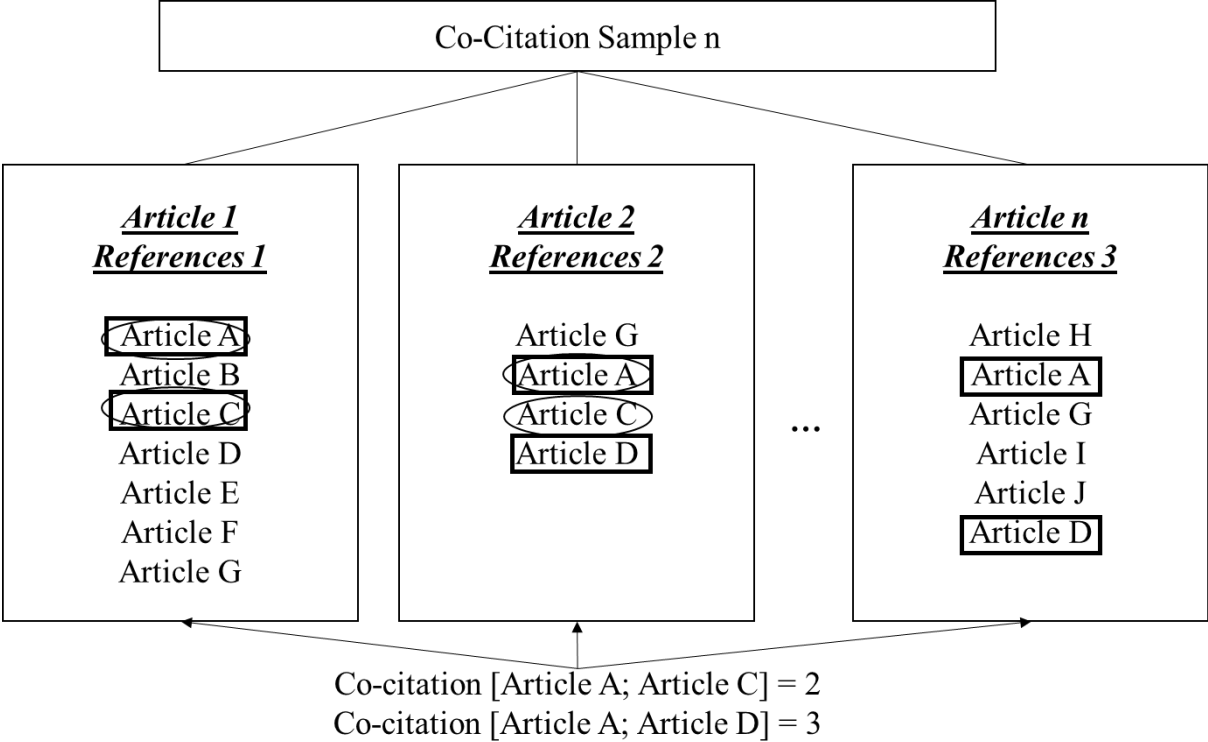 Co-Citation Sample n
Article 1
References 1
Article A
Article B
Article C
Article D
Article E
Article F
Article G
Article 2
References 2
Article G
Article A
Article C
Article D
...
Article n
References 3
Article H
Article A
Article G
Article I
Article J
Article D
Co-citation [Article A; Article C] = 2
Co-citation [Article A; Article D] = 3